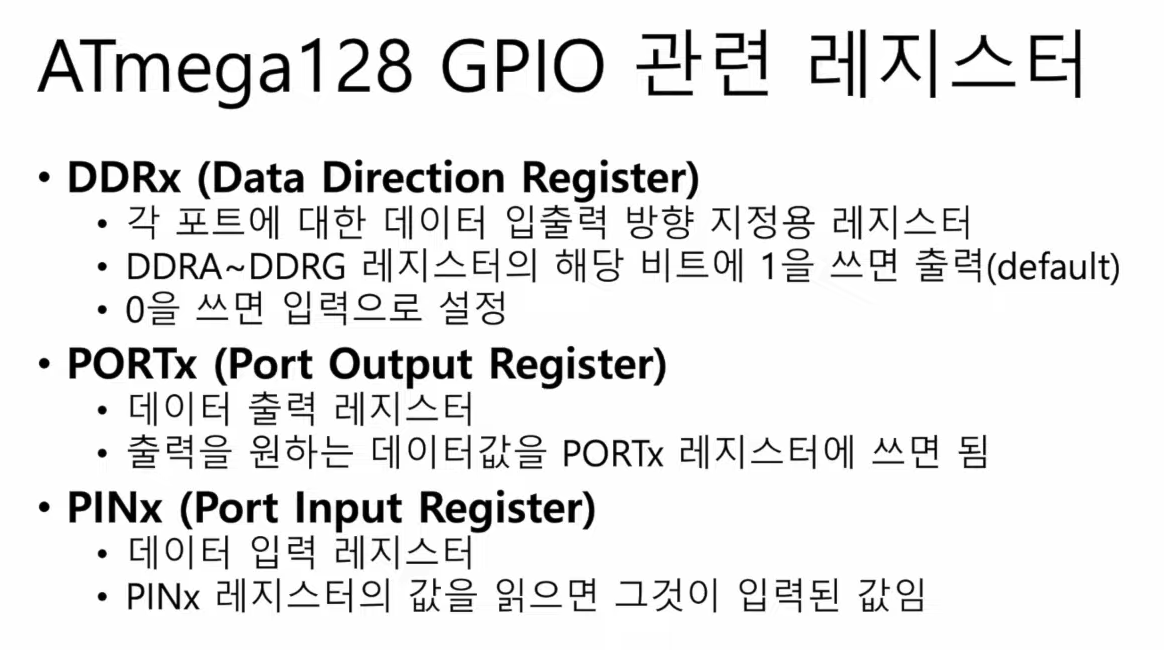 ATmega128 GPIO 관련 레지스터
• DDRx (Data Direction Register)
• 각 포트에 대한 데이터 입출력 방향 지정용 레지스터
• DDRA~DDRG 레지스터의 해당 비트에 1을 쓰면 출력(default)
• 0을 쓰면 입력으로 설정
• PORTx (Port Output Register)
• 데이터 출력 레지스터
• 출력을 원하는 데이터값을 PORTx 레지스터에 쓰면 됨
• PINx (Port Input Register)
• 데이터 입력 레지스터
• PINx 레지스터의 값을 읽으면 그것이 입력된 값임